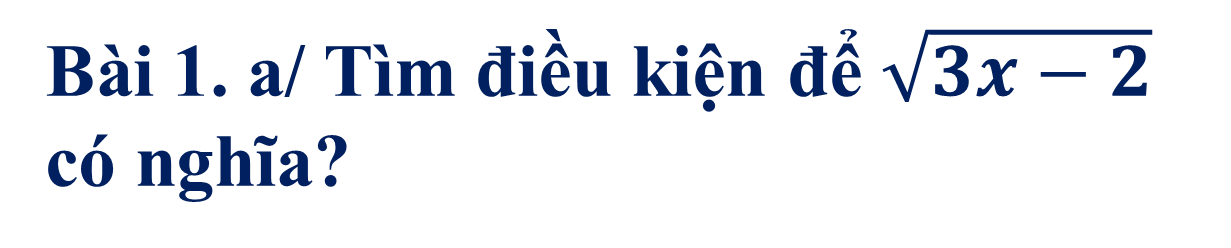 Bài 1. a/ Tìm điều kiện để √(3x − 2)
có nghĩa?